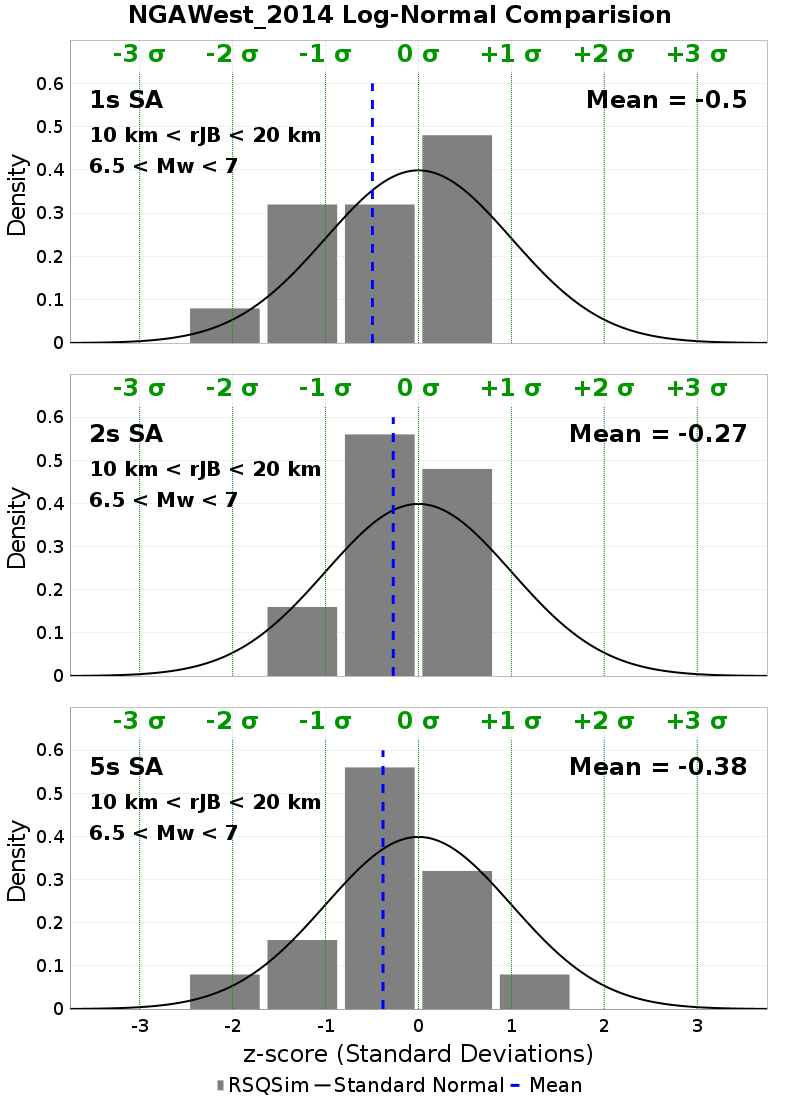 NGAWest_2014 Log-Normal Comparision
-3 σ -2 σ -1 σ 0 σ +1 σ +2 σ +3 σ
0.6
1s SA Mean = -0.5
0.5
10 km < rJB < 20 km
6.5 < Mw < 7
0.4
0.3
0.2
0.1
0
Density
-3 σ -2 σ -1 σ 0 σ +1 σ +2 σ +3 σ
0.6
2s SA Mean = -0.27
0.5
10 km < rJB < 20 km
6.5 < Mw < 7
0.4
0.3
0.2
0.1
0
Density
-3 σ -2 σ -1 σ 0 σ +1 σ +2 σ +3 σ
0.6
5s SA Mean = -0.38
0.5
10 km < rJB < 20 km
6.5 < Mw < 7
0.4
0.3
0.2
0.1
0
Density
-3 -2 -1 0 1 2 3
z-score (Standard Deviations)
RSQSim Standard Normal Mean